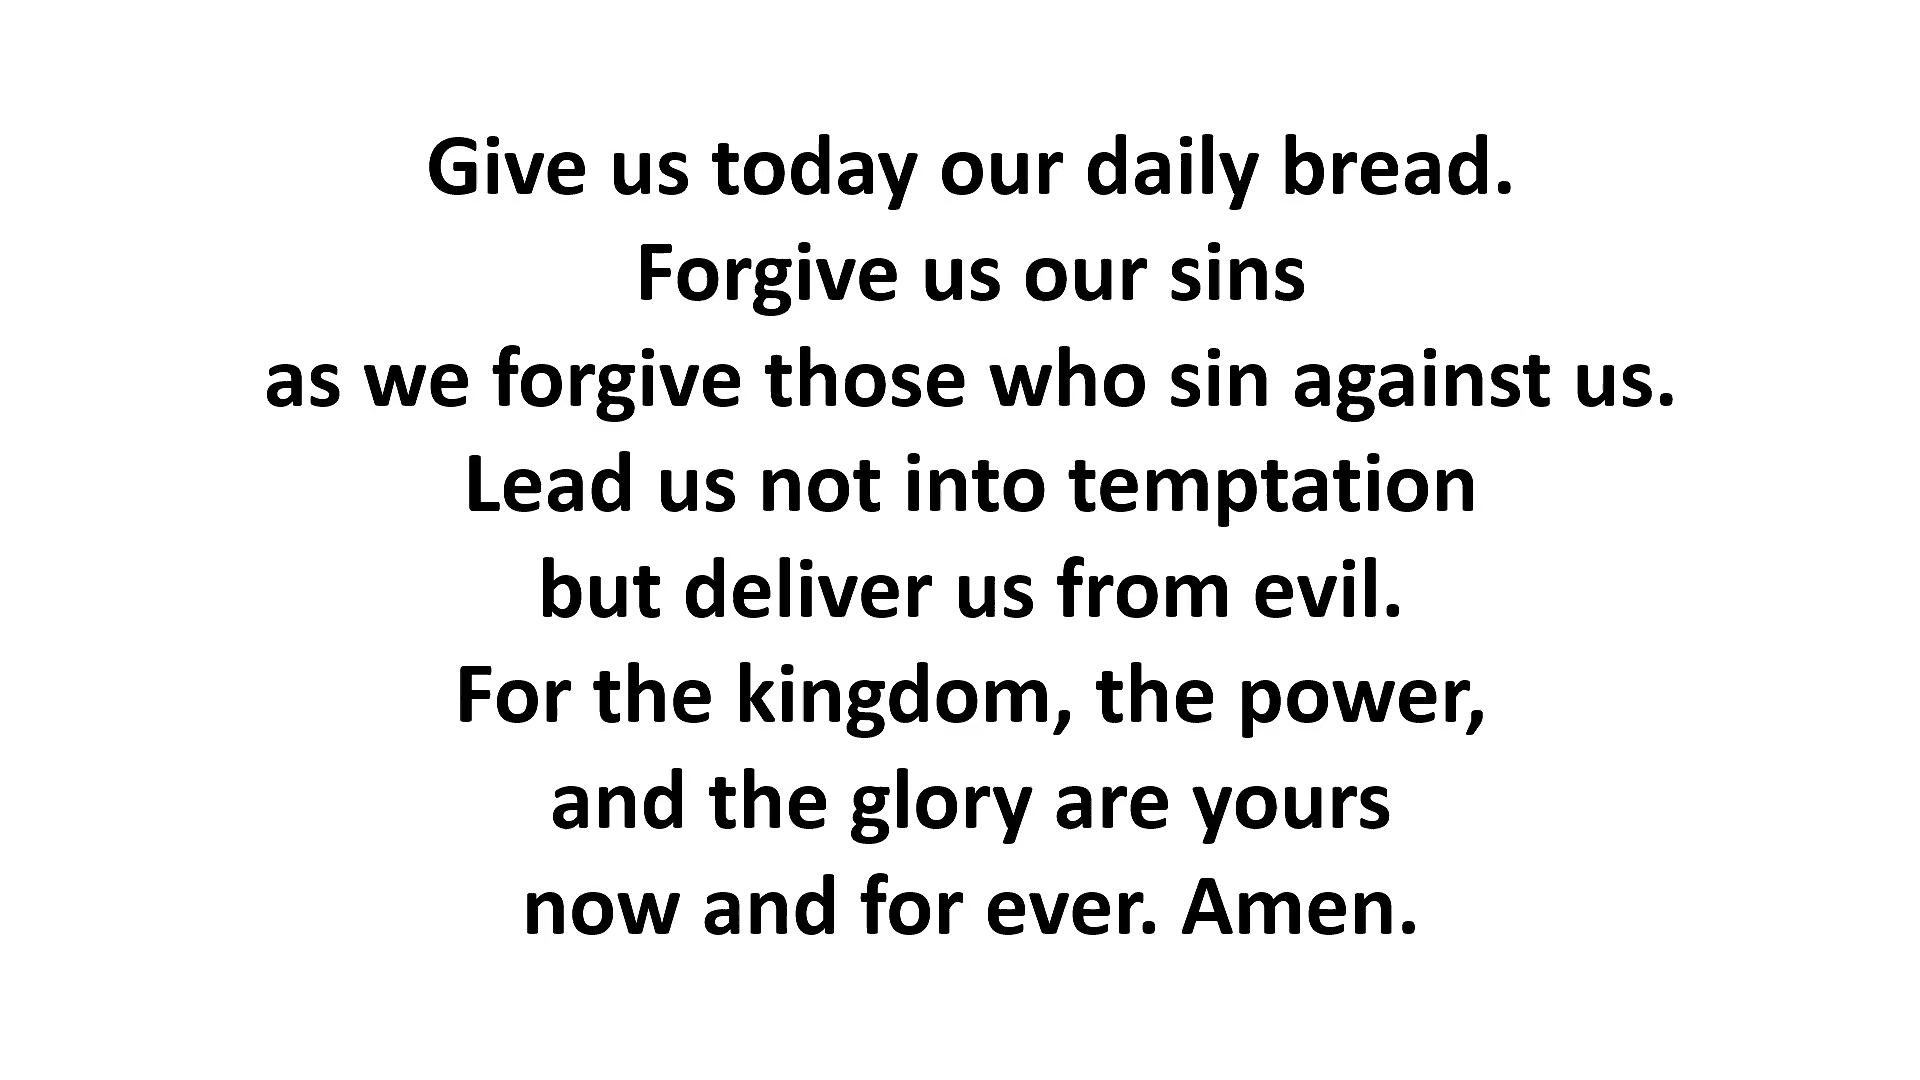 Give us today our daily bread.
Forgive us our sins
as we forgive those who sin against us.
Lead us not into temptation
but deliver us from evil.
For the kingdom, the power,
and the glory are yours
now and for ever. Amen.